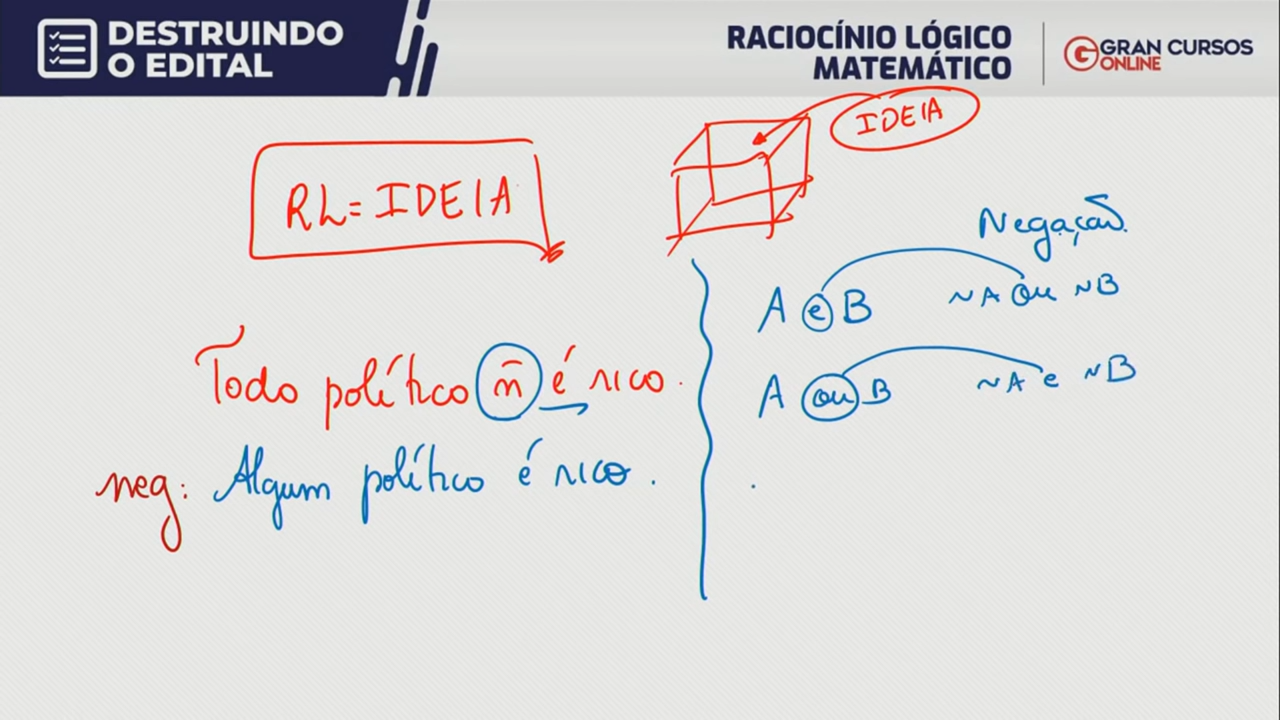 DESTRUINDO
O EDITAL
RACIOCÍNIO LÓGICO
MATEMÁTICO
GRAN CURSOS
ONLINE
IDEIA
RL = IDEIA
Negação.
A e B ~A ou ~B
A ou B ~A e ~B
Todo político ñ é rico.
neg: Algum político é rico.